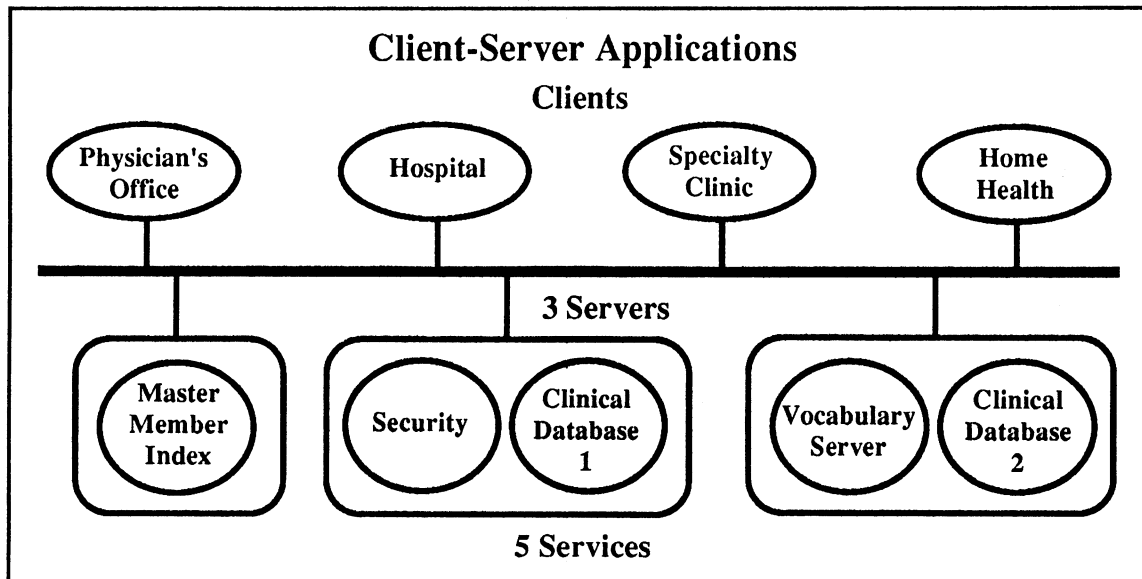 Client-Server Applications
Clients
Physician's
Office
Hospital
Specialty
Clinic
Home
Health
3 Servers
Master
Member
Index
Security
Clinical
Database
1
Vocabulary
Server
Clinical
Database
2
5 Services